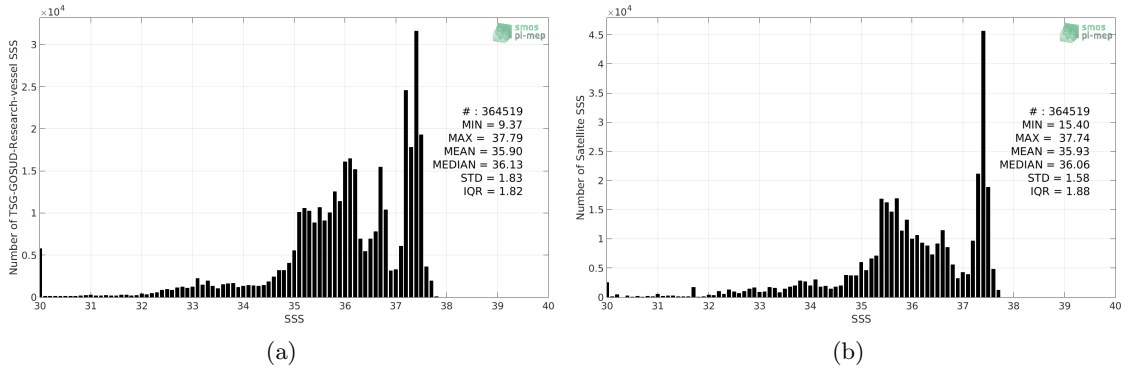 ×10⁴
3
2.5
2
1.5
1
0.5
0
Number of TSG-GOSUD-Research-vessel SSS
30 31 32 33 34 35 36 37 38 39 40
SSS
smos
pi-mep
# : 364519
MIN = 9.37
MAX = 37.79
MEAN = 35.90
MEDIAN = 36.13
STD = 1.83
IQR = 1.82
(a)
×10⁴
4.5
4
3.5
3
2.5
2
1.5
1
0.5
0
Number of Satellite SSS
30 31 32 33 34 35 36 37 38 39 40
SSS
smos
pi-mep
# : 364519
MIN = 15.40
MAX = 37.74
MEAN = 35.93
MEDIAN = 36.06
STD = 1.58
IQR = 1.88
(b)